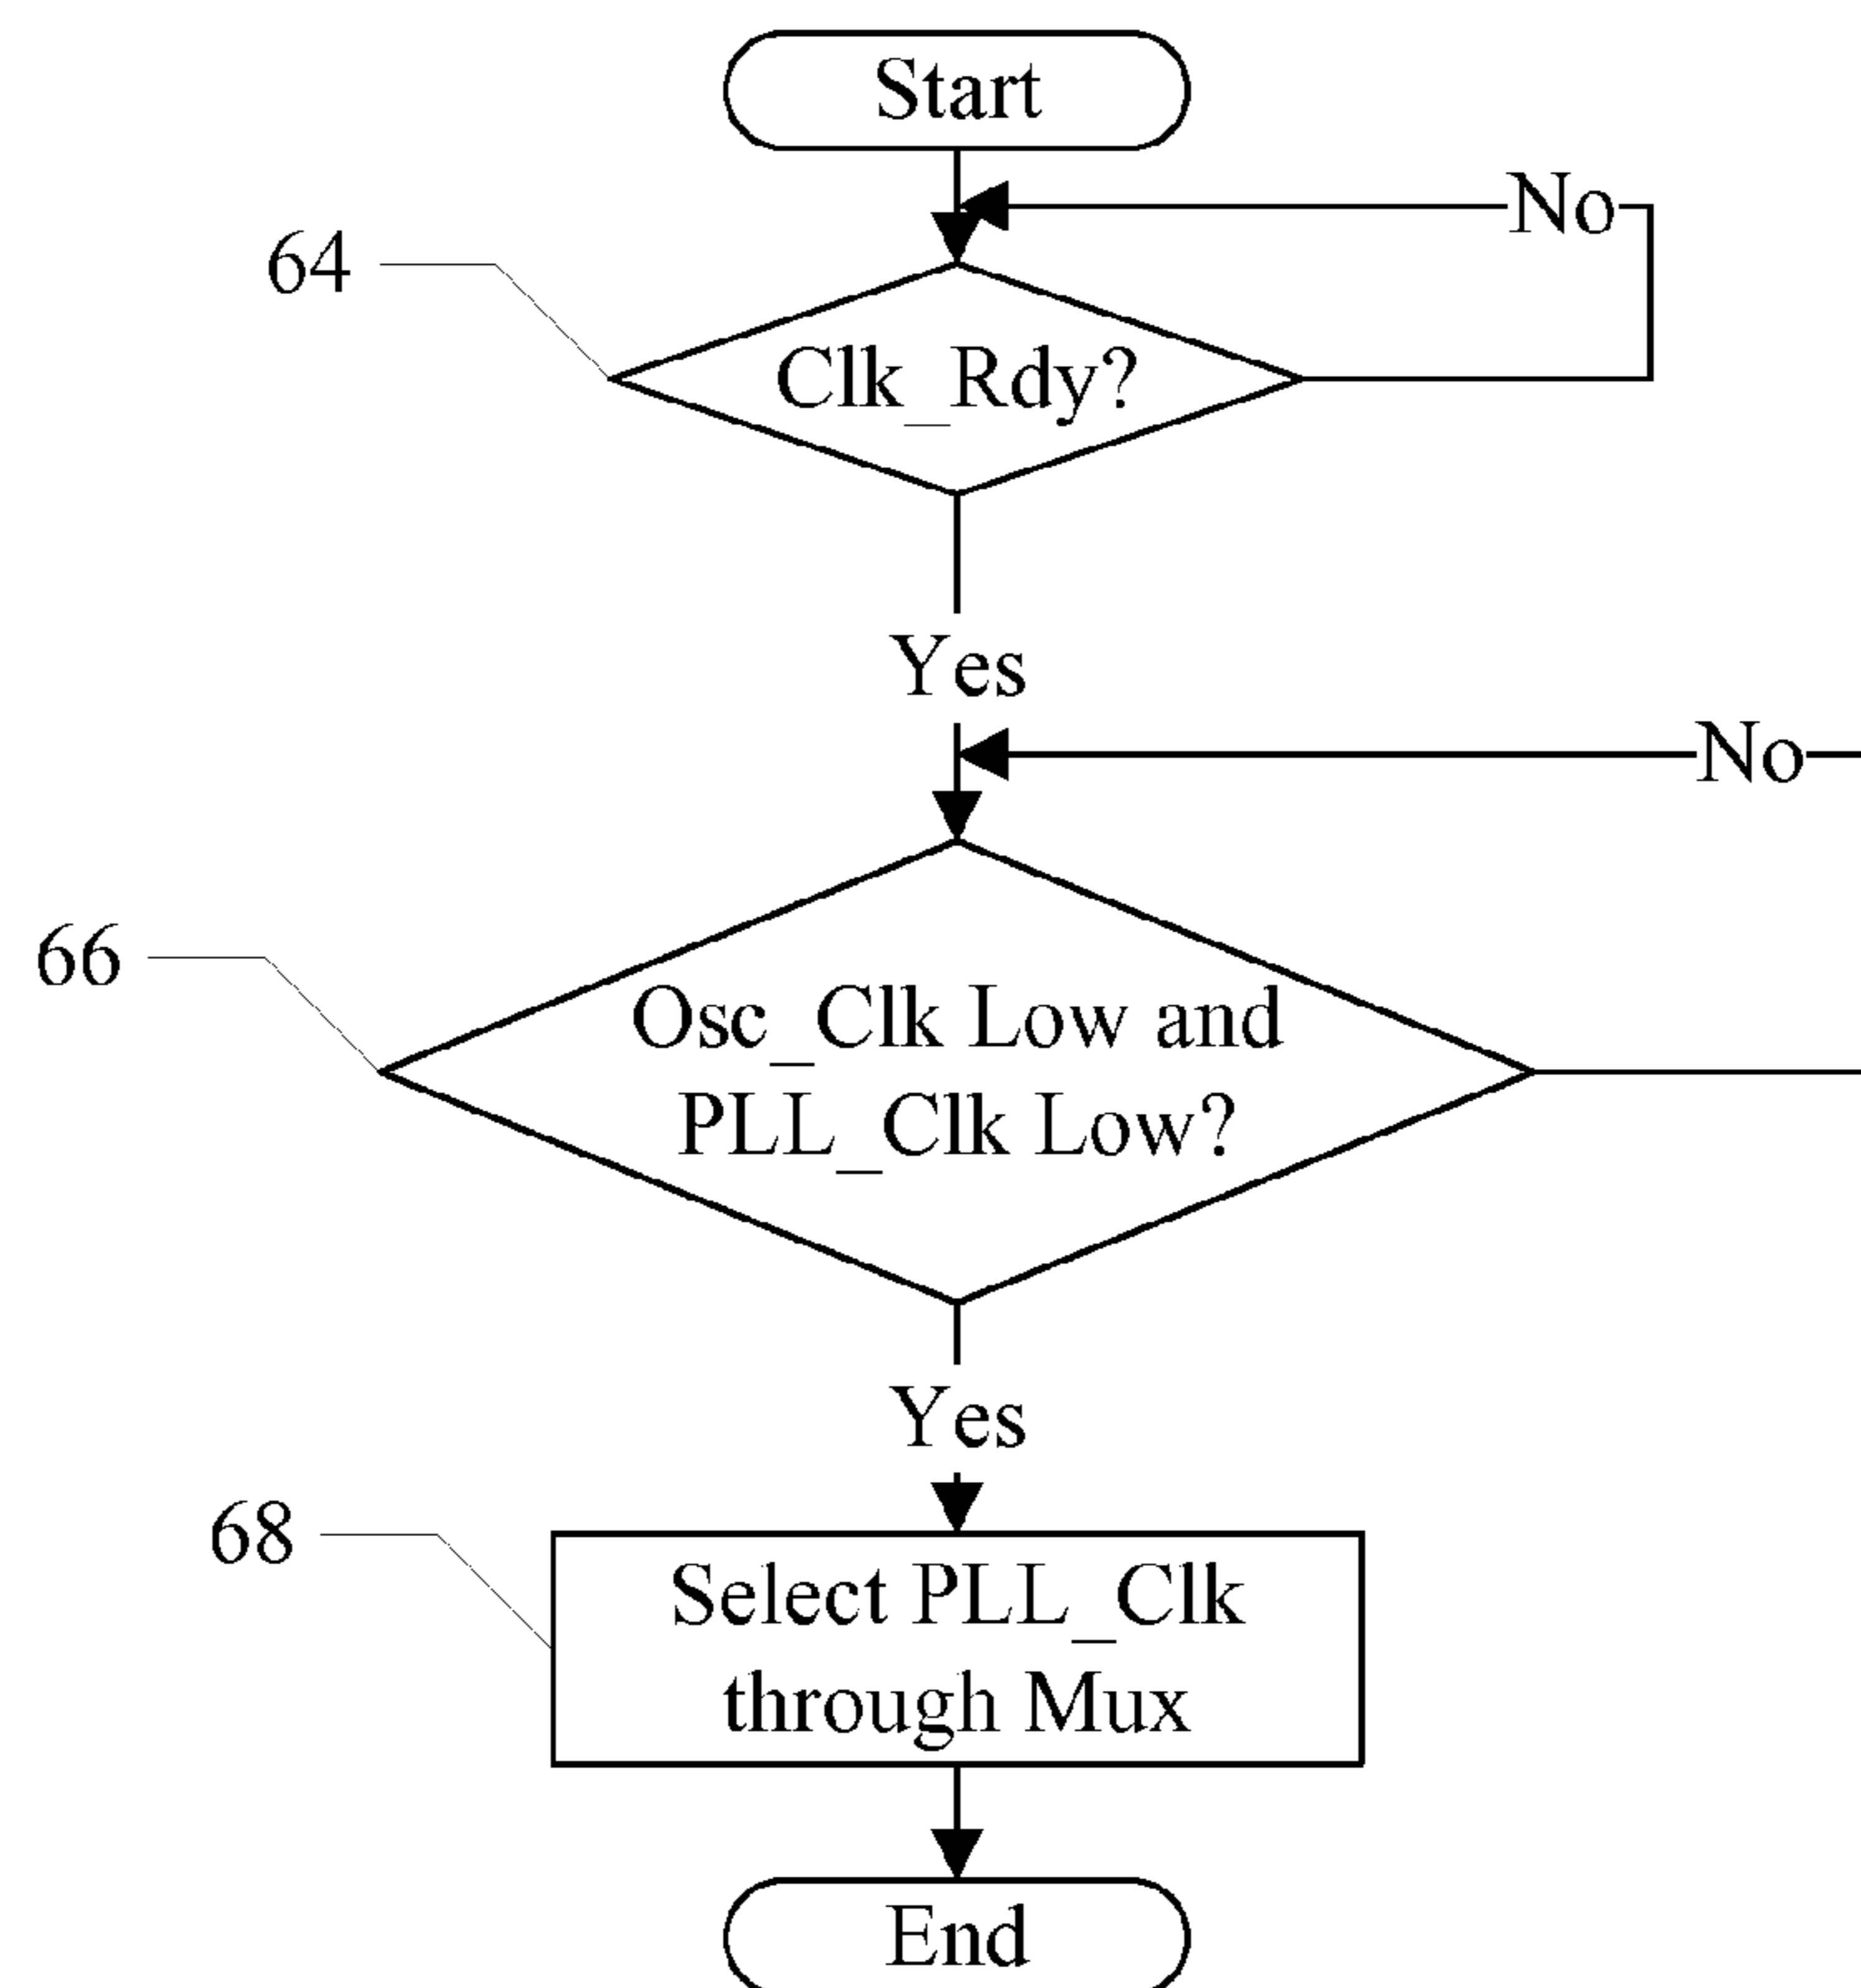 Start
No
64
Clk_Rdy?
Yes
No
66
Osc_Clk Low and
PLL_Clk Low?
Yes
68
Select PLL_Clk
through Mux
End